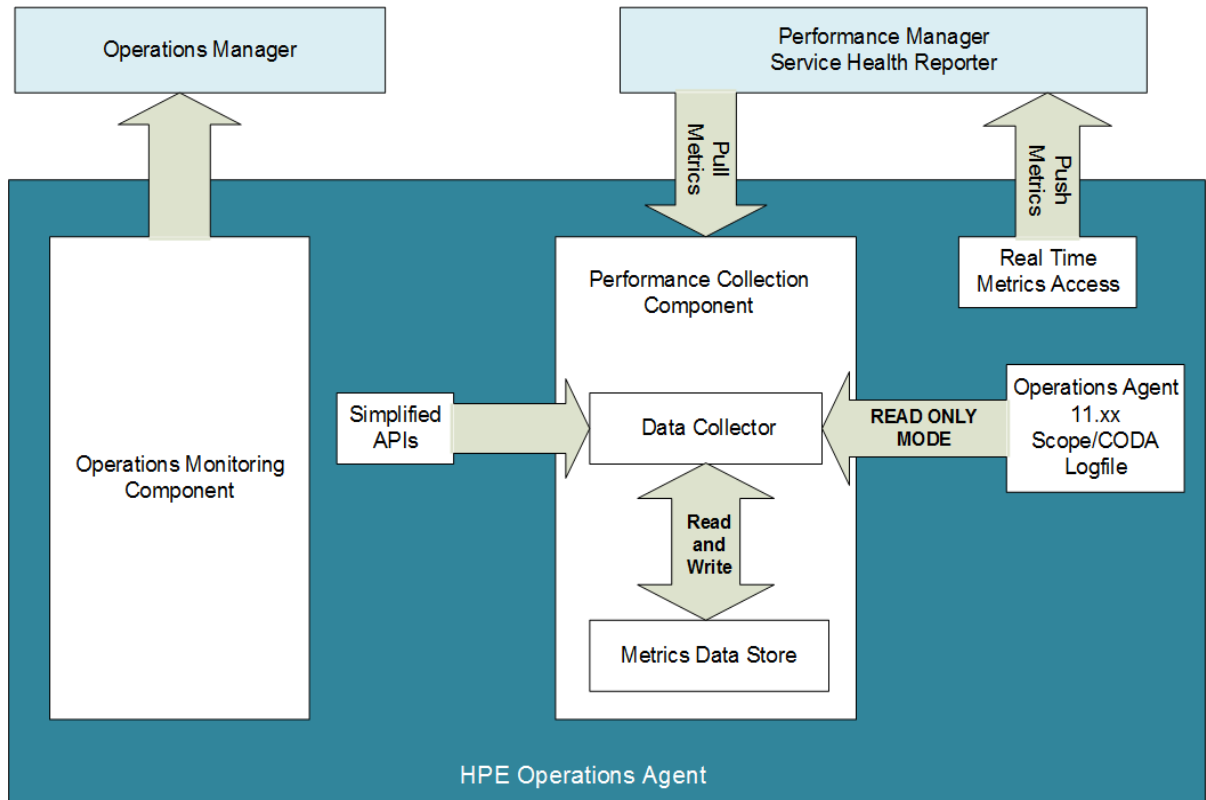 Operations Manager
Performance Manager
Service Health Reporter
Pull
Metrics
Push
Metrics
Real Time
Metrics Access
Performance Collection
Component
Operations Monitoring
Component
Simplified
APIs
Data Collector
READ ONLY
MODE
Operations Agent
11.xx
Scope/CODA
Logfile
Read
and
Write
Metrics Data Store
HPE Operations Agent